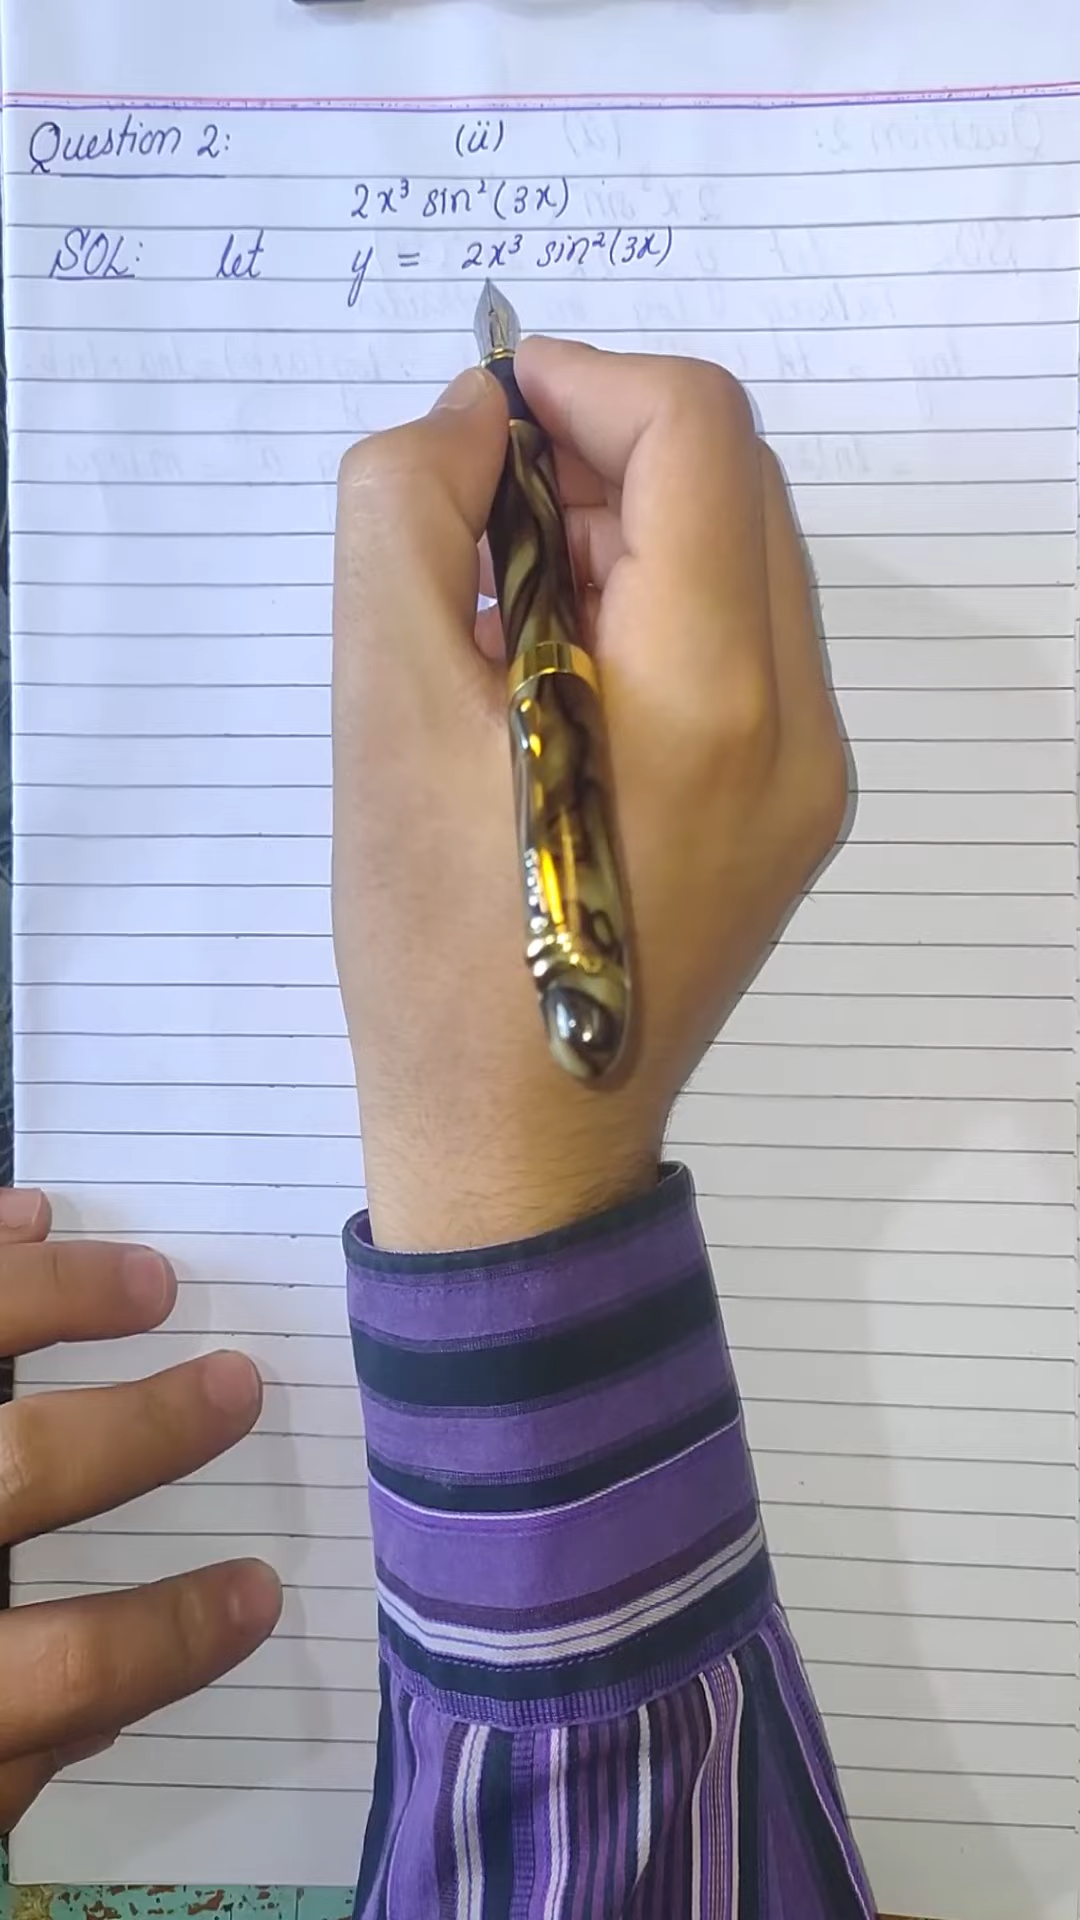 Question 2: (ii)
2x³ sin²(3x)
SOL: let y = 2x³ sin²(3x)